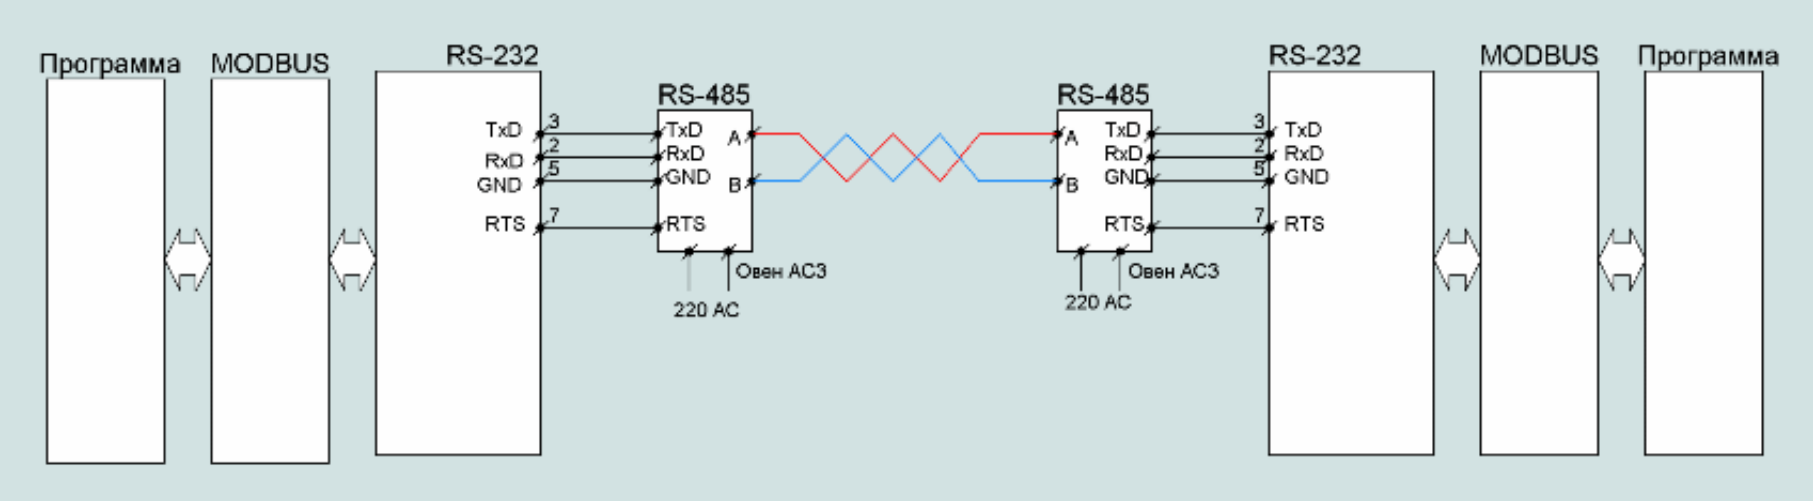 Программа
MODBUS
RS-232
TxD
3
RxD
2
GND
5
RTS
7
RS-485
TxD
RxD
GND
RTS
A
B
Овен АС3
220 АС
RS-485
A
B
TxD
RxD
GND
RTS
Овен АС3
220 АС
RS-232
3
TxD
2
RxD
5
GND
7
RTS
MODBUS
Программа